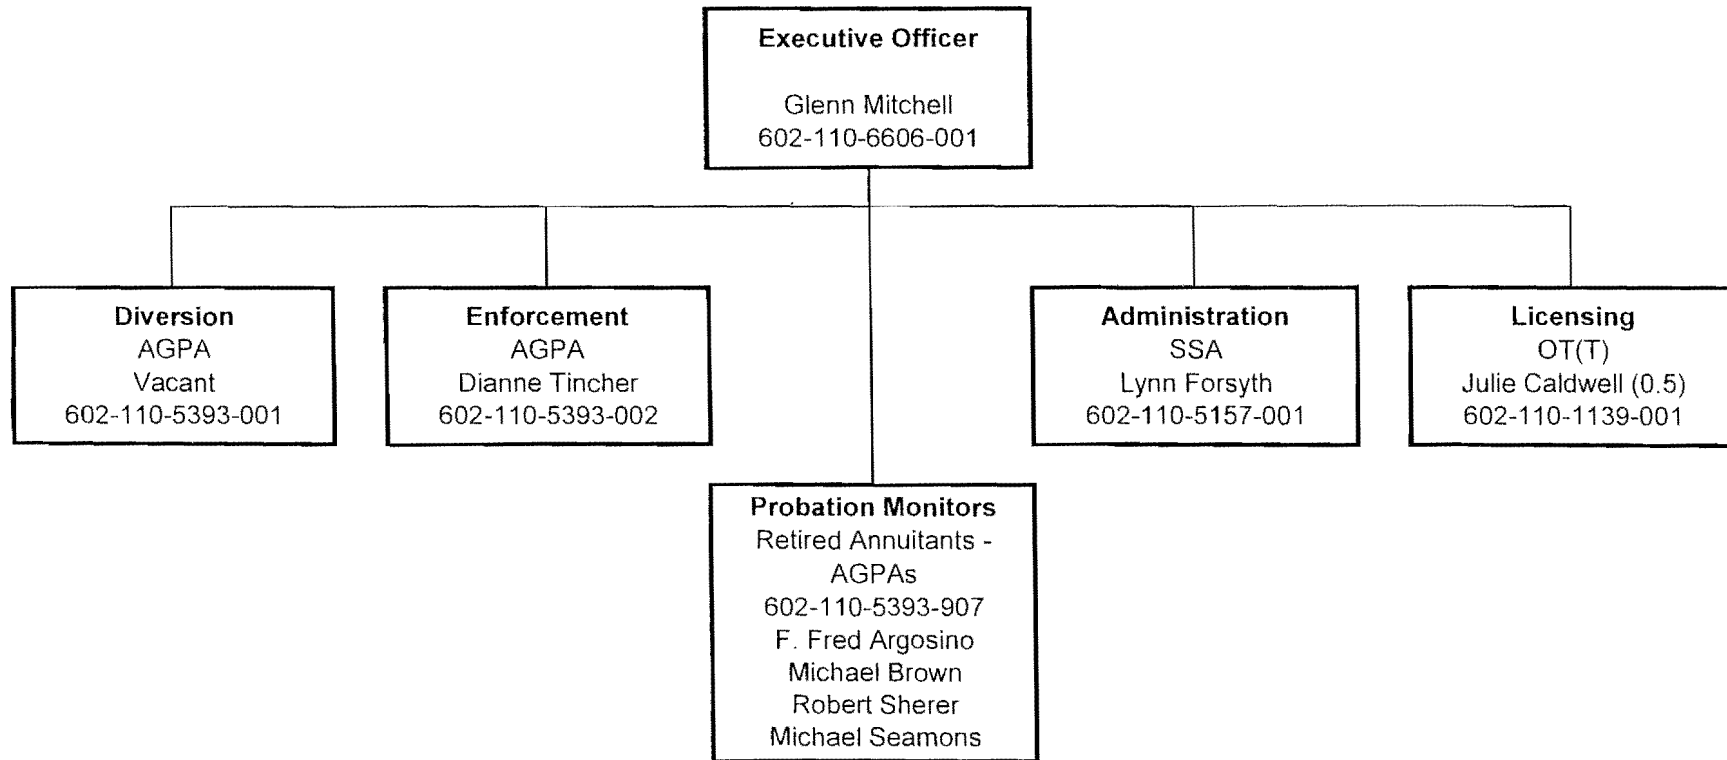 Executive Officer
Glenn Mitchell
602-110-6606-001
Diversion
AGPA
Vacant
602-110-5393-001
Enforcement
AGPA
Dianne Tincher
602-110-5393-002
Administration
SSA
Lynn Forsyth
602-110-5157-001
Licensing
OT(T)
Julie Caldwell (0.5)
602-110-1139-001
Probation Monitors
Retired Annuitants -
AGPAs
602-110-5393-907
F. Fred Argosino
Michael Brown
Robert Sherer
Michael Seamons